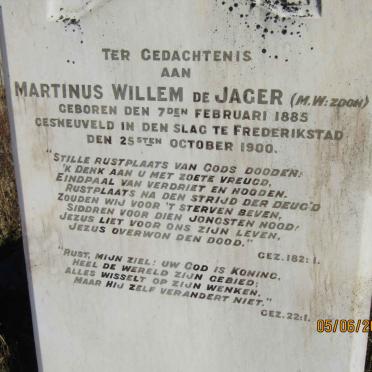 TER GEDACHTENIS
AAN
MARTINUS WILLEM DE JAGER (M.W:ZOON)
GEBOREN DEN 7DEN FEBRUARI 1885
GESNEUVELD IN DEN SLAG TE FREDERIKSTAD
DEN 25STEN OCTOBER 1900.
"STILLE RUSTPLAATS VAN GODS DOODEN:
'K DENK AAN U MET ZOETE VREUGD,
EINDPAAL VAN VERDRIET EN NOODEN.
RUSTPLAATS NA DEN STRIJD DER DEUGD
ZOUDEN WIJ VOOR 'T STERVEN BEVEN,
SIDDREN VOOR DIEN JONGSTEN NOOD!
JEZUS LIET VOOR ONS ZIJN LEVEN,
JEZUS OVERWON DEN DOOD."
GEZ.182:1.
"RUST, MIJN ZIEL! UW GOD IS KONING,
HEEL DE WERELD ZIJN GEBIED;
ALLES WISSELT OP ZIJN WENKEN,
MAAR HIJ ZELF VERANDERT NIET."
GEZ.22:1.